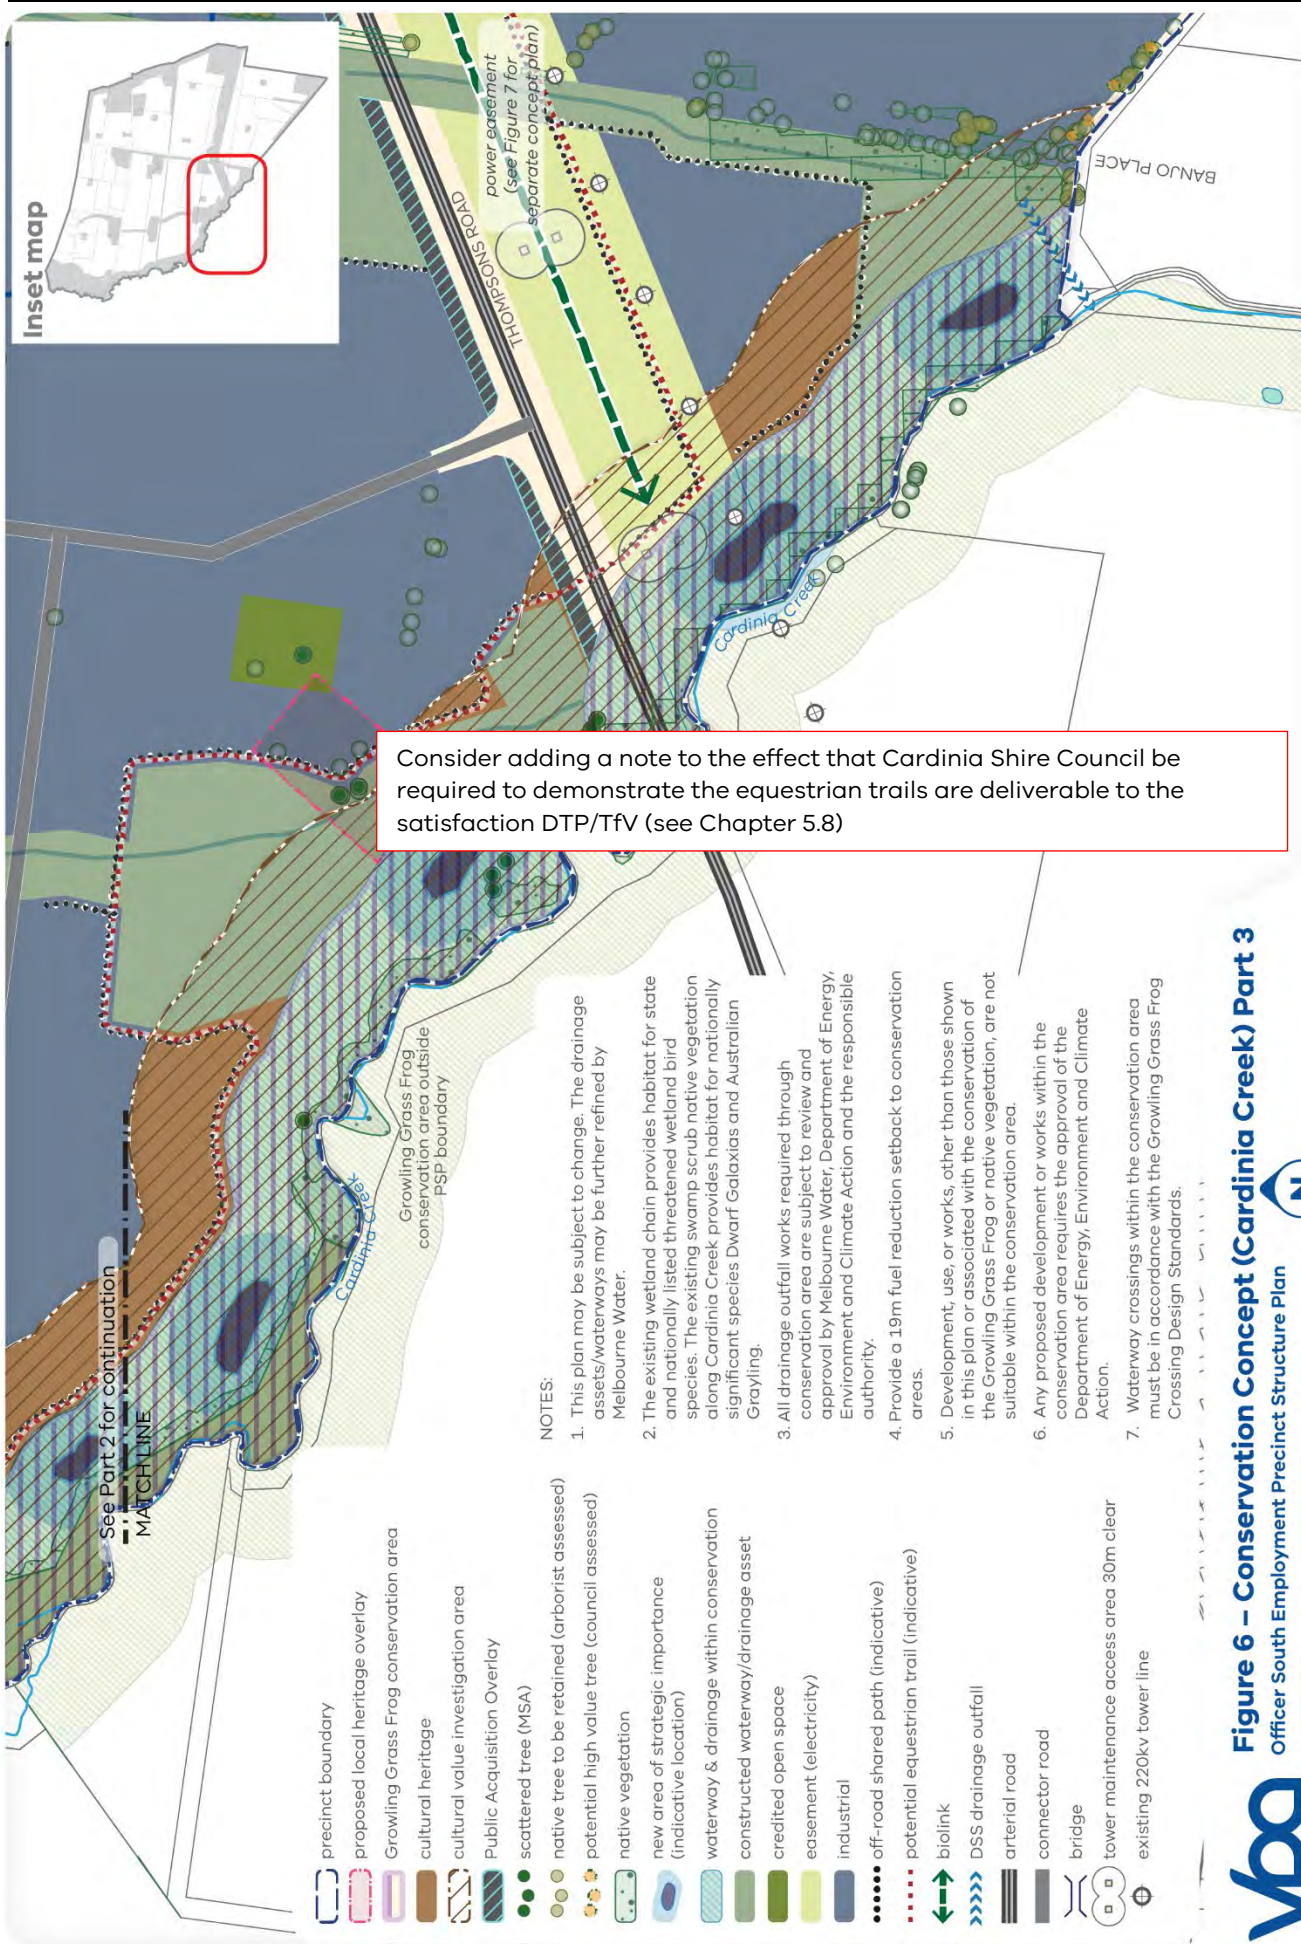 Inset map
power easement
(see Figure 7 for
separate concept plan)
THOMPSONS ROAD
BANJO PLACE
Cardinia Creek
Consider adding a note to the effect that Cardinia Shire Council be
required to demonstrate the equestrian trails are deliverable to the
satisfaction DTP/TfV (see Chapter 5.8)
Growling Grass Frog
conservation area outside
PSP boundary
Cardinia Creek
See Part 2 for continuation
MATCH LINE
precinct boundary
proposed local heritage overlay
Growling Grass Frog conservation area
cultural heritage
cultural value investigation area
Public Acquisition Overlay
scattered tree (MSA)
native tree to be retained (arborist assessed)
potential high value tree (council assessed)
native vegetation
new area of strategic importance
(indicative location)
waterway & drainage within conservation
constructed waterway/drainage asset
credited open space
easement (electricity)
industrial
off-road shared path (indicative)
potential equestrian trail (indicative)
biolink
DSS drainage outfall
arterial road
connector road
bridge
tower maintenance access area 30m clear
existing 220kv tower line
NOTES:
1. This plan may be subject to change. The drainage
assets/waterways may be further refined by
Melbourne Water.
2. The existing wetland chain provides habitat for state
and nationally listed threatened wetland bird
species. The existing swamp scrub native vegetation
along Cardinia Creek provides habitat for nationally
significant species Dwarf Galaxias and Australian
Grayling.
3. All drainage outfall works required through
conservation area are subject to review and
approval by Melbourne Water, Department of Energy,
Environment and Climate Action and the responsible
authority.
4. Provide a 19m fuel reduction setback to conservation
areas.
5. Development, use, or works, other than those shown
in this plan or associated with the conservation of
the Growling Grass Frog or native vegetation, are not
suitable within the conservation area.
6. Any proposed development or works within the
conservation area requires the approval of the
Department of Energy, Environment and Climate
Action.
7. Waterway crossings within the conservation area
must be in accordance with the Growling Grass Frog
Crossing Design Standards.
Vpa
Figure 6 – Conservation Concept (Cardinia Creek) Part 3
Officer South Employment Precinct Structure Plan
N